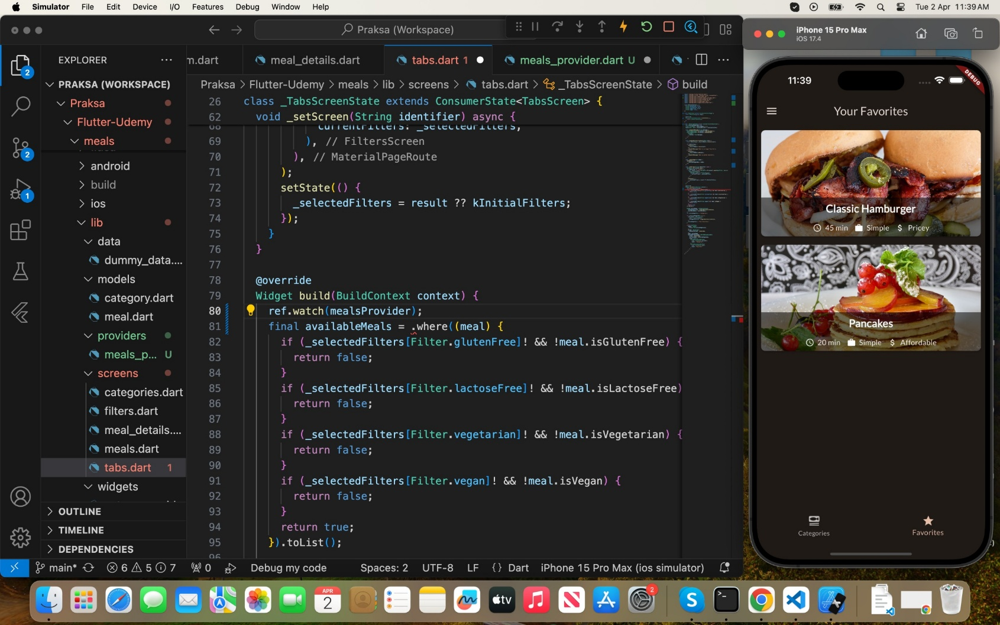 Simulator File Edit Device I/O Features Debug Window Help Tue 2 Apr 11:39 AM
Praksa (Workspace)
EXPLORER
m.dart meal_details.dart tabs.dart 1 meals_provider.dart U
Praksa > Flutter-Udemy > meals > lib > screens > tabs.dart > _TabsScreenState > build
PRAKSA (WORKSPACE)
Praksa
Flutter-Udemy
meals
android
build
ios
lib
data
dummy_data....
models
category.dart
meal.dart
providers
meals_p... U
screens
categories.dart
filters.dart
meal_details....
meals.dart
tabs.dart 1
widgets
OUTLINE
TIMELINE
DEPENDENCIES
2
2
1
26 class _TabsScreenState extends ConsumerState<TabsScreen> {
62 void _setScreen(String identifier) async {
68 currentFilters: _selectedFilters,
69 ), // FiltersScreen
70 ), // MaterialPageRoute
71 );
72 setState(() {
73 _selectedFilters = result ?? kInitialFilters;
74 });
75 }
76 }
77
78 @override
79 Widget build(BuildContext context) {
80 ref.watch(mealsProvider);
81 final availableMeals = .where((meal) {
82 if (_selectedFilters[Filter.glutenFree]! && !meal.isGlutenFree) {
83 return false;
84 }
85 if (_selectedFilters[Filter.lactoseFree]! && !meal.isLactoseFree)
86 return false;
87 }
88 if (_selectedFilters[Filter.vegetarian]! && !meal.isVegetarian) {
89 return false;
90 }
91 if (_selectedFilters[Filter.vegan]! && !meal.isVegan) {
92 return false;
93 }
94 return true;
95 }).toList();
96
main* 6 5 7 0 Debug my code Spaces: 2 UTF-8 LF {} Dart iPhone 15 Pro Max (ios simulator)
iPhone 15 Pro Max
iOS 17.4
11:39
DEBUG
Your Favorites
Classic Hamburger
45 min Simple $ Pricey
Pancakes
20 min Simple $ Affordable
Categories Favorites
APR
2
tv
2
S